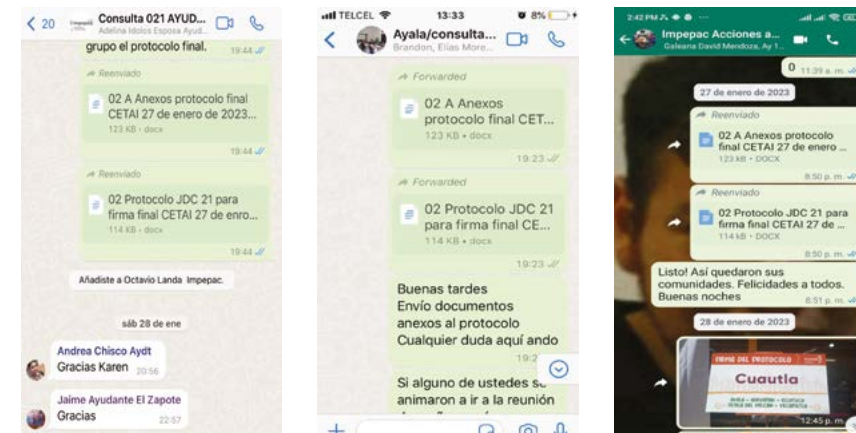 20
Consulta 021 AYUD...
Adelina Idolos Esposa Ayud...
grupo el protocolo final.
19:44
Reenviado
02 A Anexos protocolo final
CETAI 27 de enero de 2023...
123 KB • docx
19:44
Reenviado
02 Protocolo JDC 21 para
firma final CETAI 27 de enro...
114 KB • docx
19:44
Añadiste a Octavio Landa Impepac.
sáb 28 de ene
Andrea Chisco Aydt
Gracias Karen 20:56
Jaime Ayudante El Zapote
Gracias
22:57
TELCEL 13:33 8%
Ayala/consulta...
Brandon, Elías More...
Forwarded
02 A Anexos
protocolo final CET...
123 KB • docx
19:23
Forwarded
02 Protocolo JDC 21
para firma final CE...
114 KB • docx
19:23
Buenas tardes
Envío documentos
anexos al protocolo
Cualquier duda aquí ando
Si alguno de ustedes
animaron a ir a la reunión
2:42 PM
Impepac Acciones a...
Galeana David Mendoza, Ay 1...
0 11:39 a. m.
27 de enero de 2023
Reenviado
02 A Anexos protocolo
final CETAI 27 de enero ...
123 kB • DOCX
8:50 p. m.
Reenviado
02 Protocolo JDC 21 para
firma final CETAI 27 de ...
114 kB • DOCX
8:50 p. m.
Listo! Así quedaron sus
comunidades. Felicidades a todos.
Buenas noches
8:51 p. m.
28 de enero de 2023
FIRMA DEL PROTOCOLO
Cuautla
12:45 p. m.